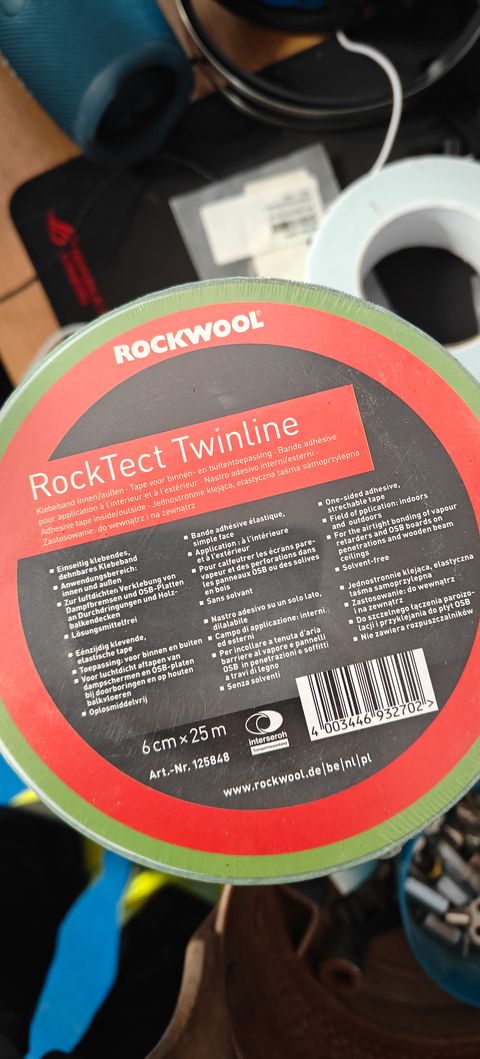 ROCKWOOL®
RockTect Twinline
Klebeband innen/außen · Tape voor binnen- en buitentoepassing · Bande adhésive
pour application à l'intérieur et à l'extérieur · Nastro adesivo interni/esterni ·
Adhesive tape inside/outside · Jednostronnie klejąca, elastyczna taśma samoprzylepna
Zastosowanie: do wewnątrz i na zewnątrz
▪ Einseitig klebendes,
dehnbares Klebeband
▪ Anwendungsbereich:
innen und außen
▪ Zur luftdichten Verklebung von
Dampfbremsen und OSB-Platten
an Durchdringungen und Holz-
balkendecken
▪ Lösungsmittelfrei
▪ Eénzijdig klevende,
elastische tape
▪ Toepassing: voor binnen en buiten
▪ Voor luchtdicht aftapen van
dampschermen en OSB-platen
bij doorboringen en op houten
balkvloeren
▪ Oplosmiddelvrij
▪ Bande adhésive élastique,
simple face
▪ Application : à l'intérieure
et à l'extérieur
▪ Pour calfeutrer les écrans pare-
vapeur et des perforations dans
les panneaux OSB ou des solives
en bois
▪ Sans solvant
▪ Nastro adesivo su un solo lato,
dilalabile
▪ Campo di applicazione: interni
ed esterni
▪ Per incollare a tenuta d'aria
barriere al vapore e pannelli
OSB in penetrazioni e soffitti
a travi di legno
▪ Senza solventi
▪ One-sided adhesive,
strechable tape
▪ Field of pplication: indoors
and outdoors
▪ For the airtight bonding of vapour
retarders and OSB boards on
penetrations and wooden beam
ceilings
▪ Solvent-free
▪ Jednostronnie klejąca, elastyczna
taśma samoprzylepna
▪ Zastosowanie: do wewnątrz
i na zewnątrz
▪ Do szczelnego łączenia paroizo-
lacji i przyklejania do płyt OSB
▪ Nie zawiera rozpuszczalników
6 cm x 25 m
Art.-Nr. 125848
interseroh
4 003446 932702 >
www.rockwool.de|be|nl|pl